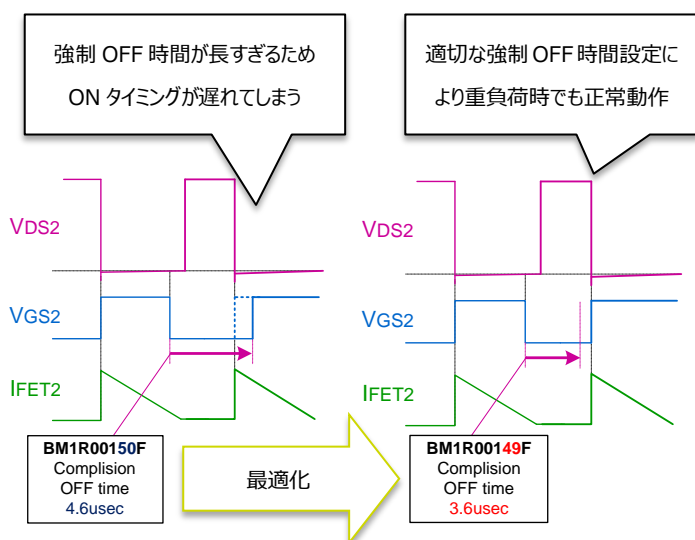 強制 OFF 時間が長すぎるため
ON タイミングが遅れてしまう
適切な強制 OFF 時間設定に
より重負荷時でも正常動作
VDS2
VGS2
IFET2
BM1R00150F
Complision
OFF time
4.6usec
最適化
VDS2
VGS2
IFET2
BM1R00149F
Complision
OFF time
3.6usec